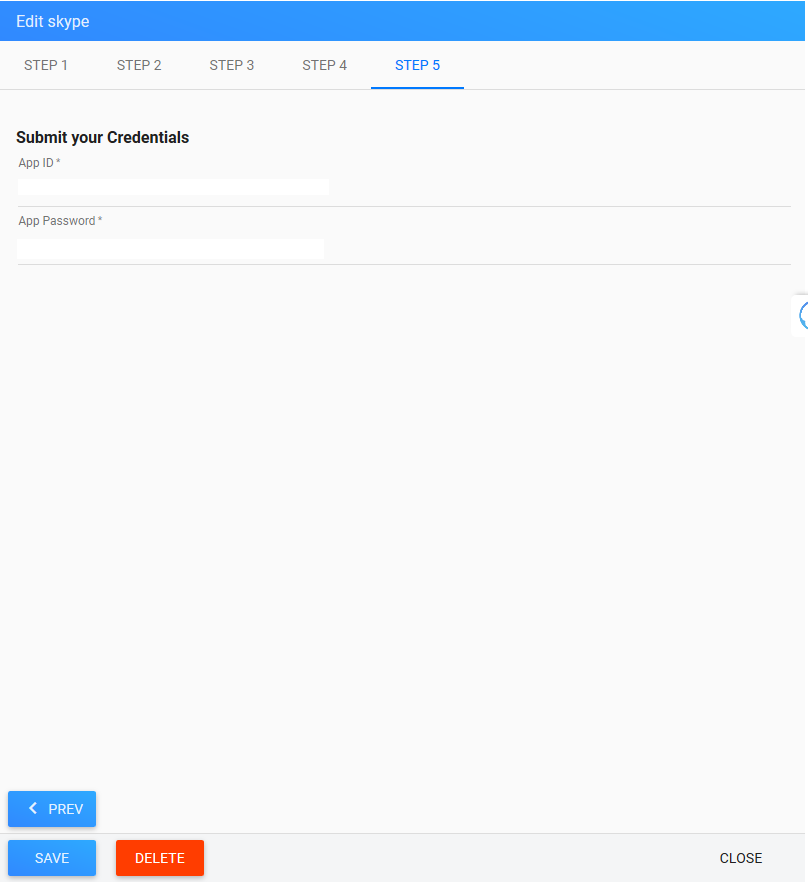 Edit skype
STEP 1 STEP 2 STEP 3 STEP 4 STEP 5
Submit your Credentials
App ID *
App Password *
PREV
SAVE DELETE CLOSE